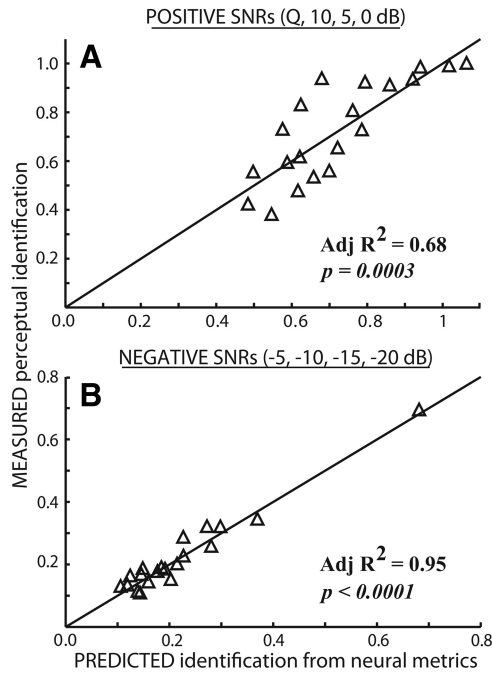 POSITIVE SNRs (Q, 10, 5, 0 dB)
A
1.0
0.8
0.6
0.4
0.2
Adj R2 = 0.68
p = 0.0003
0.0 0.2 0.4 0.6 0.8 1
MEASURED perceptual identification
NEGATIVE SNRs (-5, -10, -15, -20 dB)
B
0.8
0.6
0.4
0.2
Adj R2 = 0.95
p < 0.0001
0.0 0.2 0.4 0.6 0.8
PREDICTED identification from neural metrics